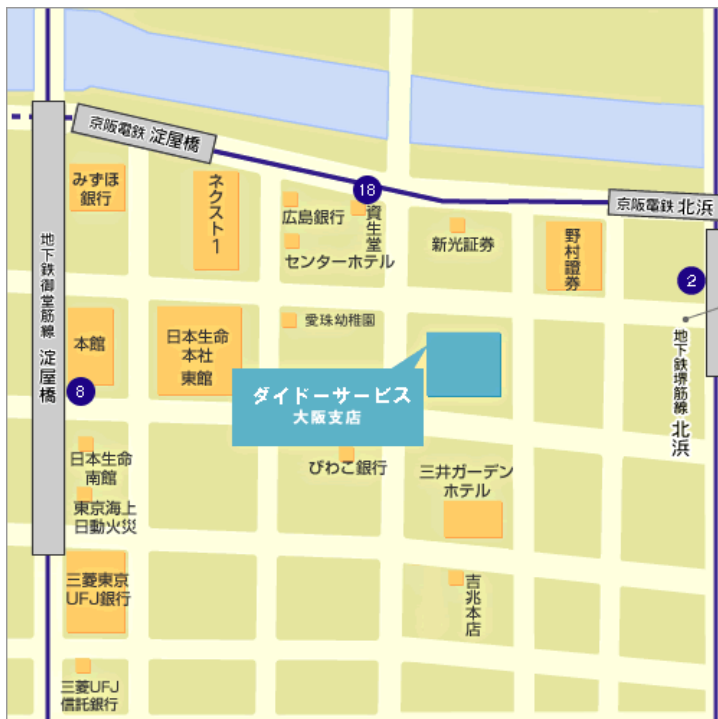 京阪電鉄 淀屋橋
みずほ
銀行
ネクスト1
18
広島銀行
資生堂
センターホテル
新光証券
野村證券
京阪電鉄 北浜
2
地下鉄御堂筋線 淀屋橋
本館
日本生命
本社
東館
愛珠幼稚園
地下鉄堺筋線 北浜
8
ダイドーサービス
大阪支店
日本生命
南館
びわこ銀行
三井ガーデン
ホテル
東京海上
日動火災
三菱東京
UFJ銀行
吉兆本店
三菱UFJ
信託銀行